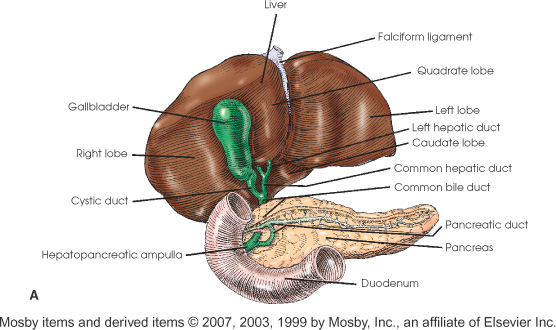 Liver
Falciform ligament
Quadrate lobe
Gallbladder
Left lobe
Left hepatic duct
Caudate lobe
Right lobe
Common hepatic duct
Common bile duct
Cystic duct
Pancreatic duct
Pancreas
Hepatopancreatic ampulla
Duodenum
A
Mosby items and derived items © 2007, 2003, 1999 by Mosby, Inc., an affiliate of Elsevier Inc.